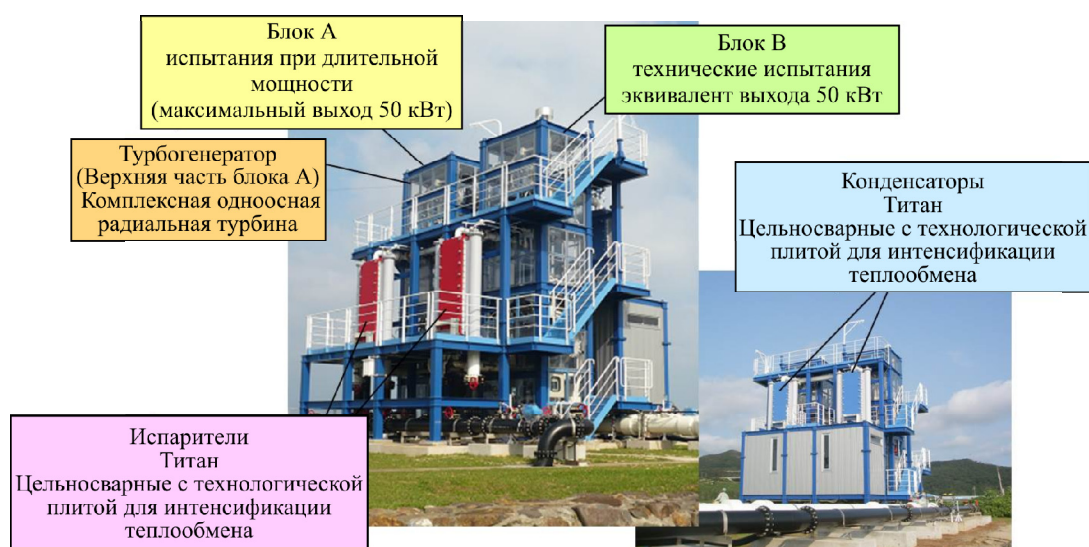 Блок А
испытания при длительной
мощности
(максимальный выход 50 кВт)
Блок В
технические испытания
эквивалент выхода 50 кВт
Турбогенератор
(Верхняя часть блока А)
Комплексная одноосная
радиальная турбина
Конденсаторы
Титан
Цельносварные с технологической
плитой для интенсификации
теплообмена
Испарители
Титан
Цельносварные с технологической
плитой для интенсификации
теплообмена